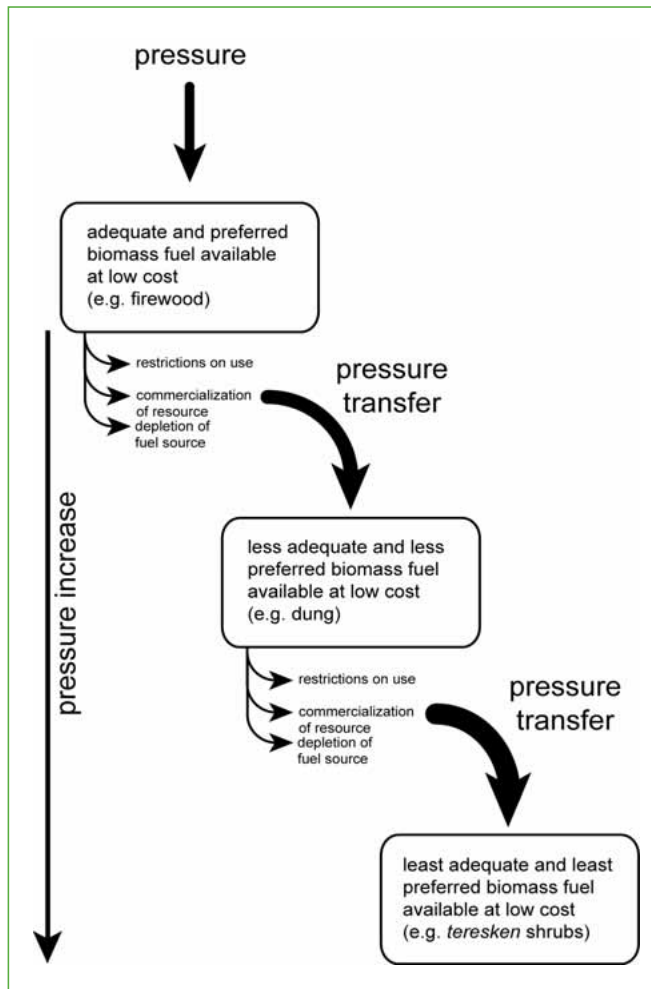 pressure
adequate and preferred
biomass fuel available
at low cost
(e.g. firewood)
restrictions on use
commercialization
of resource
depletion of
fuel source
pressure
transfer
pressure increase
less adequate and less
preferred biomass fuel
available at low cost
(e.g. dung)
restrictions on use
commercialization
of resource
depletion of
fuel source
pressure
transfer
least adequate and least
preferred biomass fuel
available at low cost
(e.g. teresken shrubs)